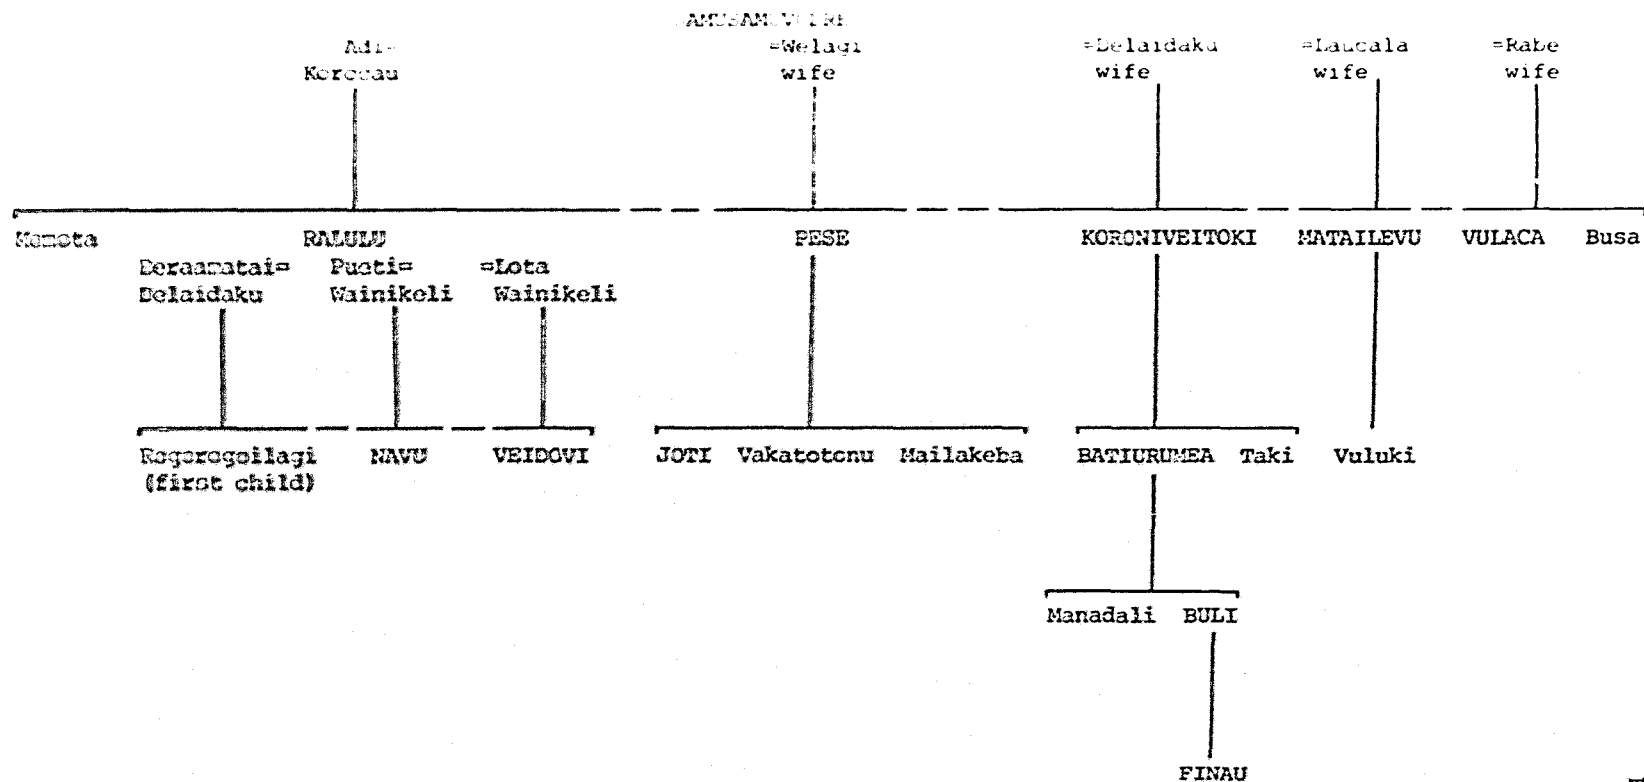 Adi=
Korocau
=Welagi
wife
=Delaidaku
wife
=Laucala
wife
=Rabe
wife
RALULU
PESE
KORONIVEITOKI
MATAILEVU
VULACA
Busa
Delaidaku
Wainikeli
=Lota
Wainikeli
Rogorogoilagi
(first child)
NAVU
VEIDOVI
JOTI Vakatotonu Mailakeba
BATIURUMEA Taki Vuluki
Manadali BULI
FINAU